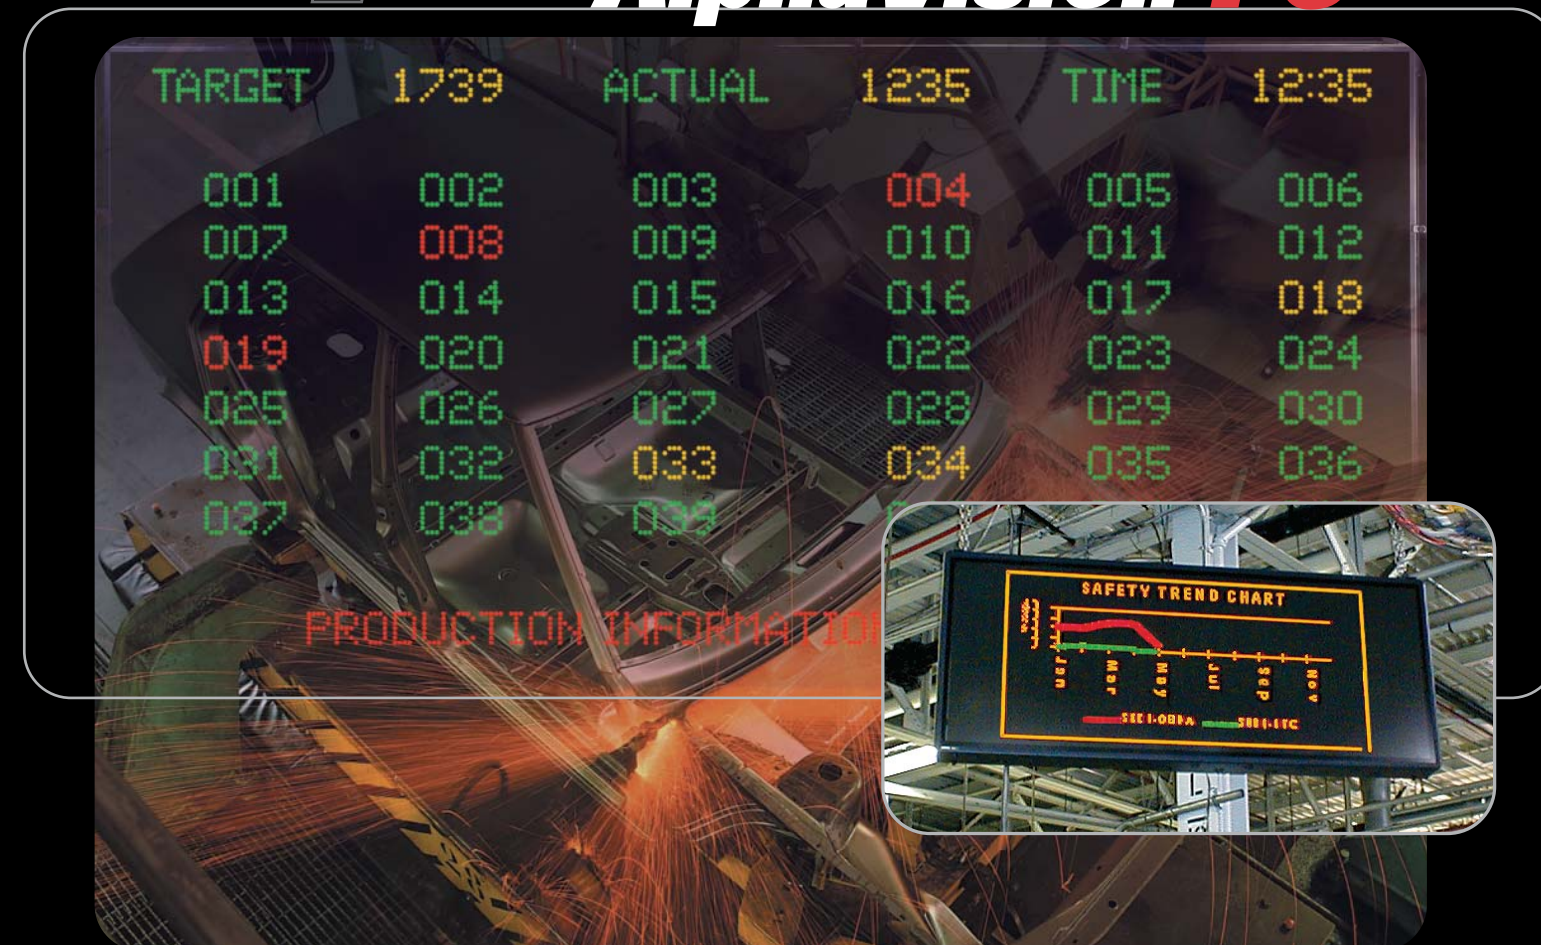 TARGET 1739 ACTUAL 1235 TIME 12:35
001 002 003 004 005 006
007 008 009 010 011 012
013 014 015 016 017 018
019 020 021 022 023 024
025 026 027 028 029 030
031 032 033 034 035 036
037 038 039
PRODUCTION INFORMATION
SAFETY TREND CHART
Jan Mar May Jul Sep Nov